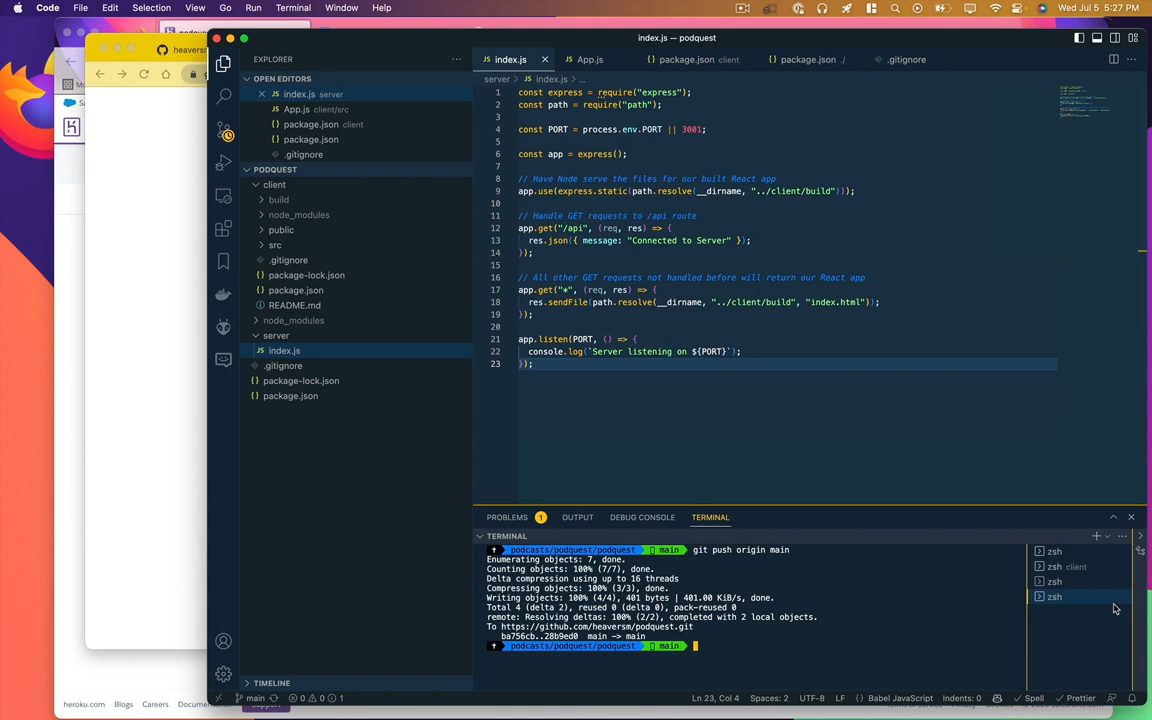 Code File Edit Selection View Go Run Terminal Window Help
Wed Jul 5 5:27 PM
index.js — podquest
heaversm
EXPLORER
OPEN EDITORS
index.js server
App.js client/src
package.json client
package.json
.gitignore
PODQUEST
client
build
node_modules
public
src
.gitignore
package-lock.json
package.json
README.md
node_modules
server
index.js
.gitignore
package-lock.json
package.json
TIMELINE
index.js App.js package.json client package.json ./ .gitignore
server index.js ...
1 const express = require("express");
2 const path = require("path");
3
4 const PORT = process.env.PORT || 3001;
5
6 const app = express();
7
8 // Have Node serve the files for our built React app
9 app.use(express.static(path.resolve(__dirname, "../client/build")));
10
11 // Handle GET requests to /api route
12 app.get("/api", (req, res) => {
13 res.json({ message: "Connected to Server" });
14 });
15
16 // All other GET requests not handled before will return our React app
17 app.get("*", (req, res) => {
18 res.sendFile(path.resolve(__dirname, "../client/build", "index.html"));
19 });
20
21 app.listen(PORT, () => {
22 console.log(`Server listening on ${PORT}`);
23 });
PROBLEMS 1 OUTPUT DEBUG CONSOLE TERMINAL
TERMINAL
podcasts/podquest/podquest main git push origin main
Enumerating objects: 7, done.
Counting objects: 100% (7/7), done.
Delta compression using up to 16 threads
Compressing objects: 100% (3/3), done.
Writing objects: 100% (4/4), 401 bytes | 401.00 KiB/s, done.
Total 4 (delta 2), reused 0 (delta 0), pack-reused 0
remote: Resolving deltas: 100% (2/2), completed with 2 local objects.
To https://github.com/heaversm/podquest.git
ba756cb..28b9ed0 main -> main
podcasts/podquest/podquest main
zsh
zsh client
zsh
zsh
main 0 0 1
Ln 23, Col 4 Spaces: 2 UTF-8 LF Babel JavaScript Indents: 0 Spell Prettier
heroku.com Blogs Careers